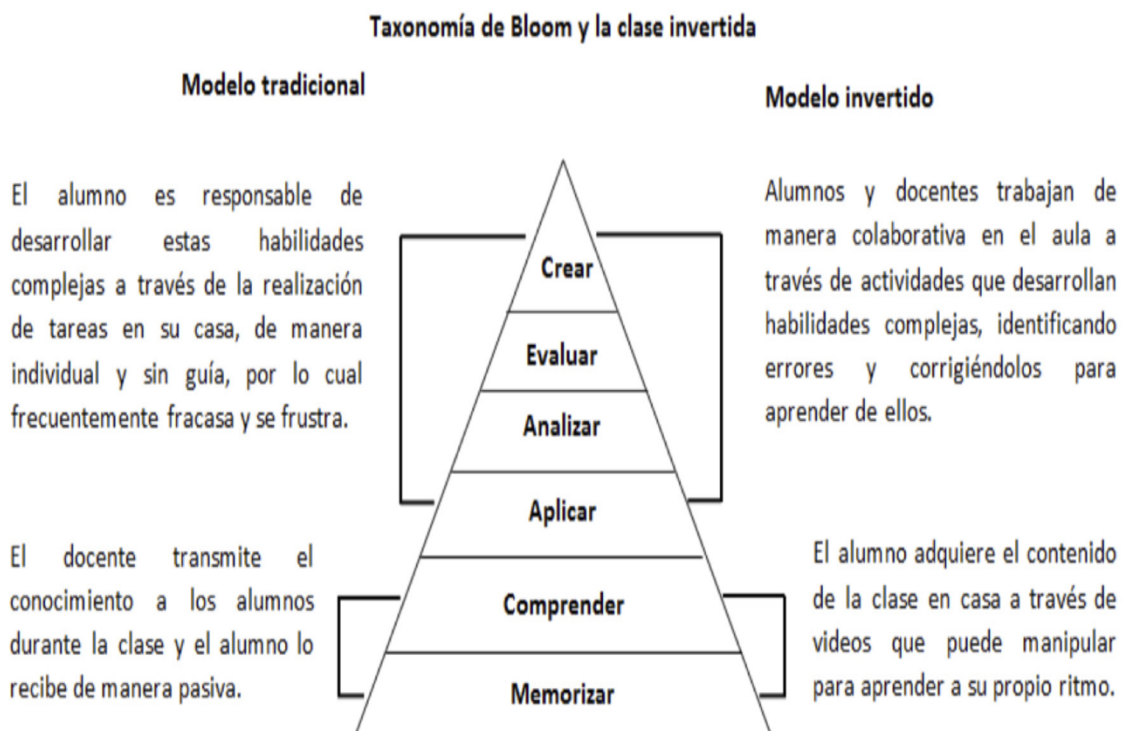 Taxonomía de Bloom y la clase invertida
Modelo tradicional
Modelo invertido
El alumno es responsable de
desarrollar estas habilidades
complejas a través de la realización
de tareas en su casa, de manera
individual y sin guía, por lo cual
frecuentemente fracasa y se frustra.
Alumnos y docentes trabajan de
manera colaborativa en el aula a
través de actividades que desarrollan
habilidades complejas, identificando
errores y corrigiéndolos para
aprender de ellos.
Crear
Evaluar
Analizar
Aplicar
Comprender
Memorizar
El docente transmite el
conocimiento a los alumnos
durante la clase y el alumno lo
recibe de manera pasiva.
El alumno adquiere el contenido
de la clase en casa a través de
videos que puede manipular
para aprender a su propio ritmo.